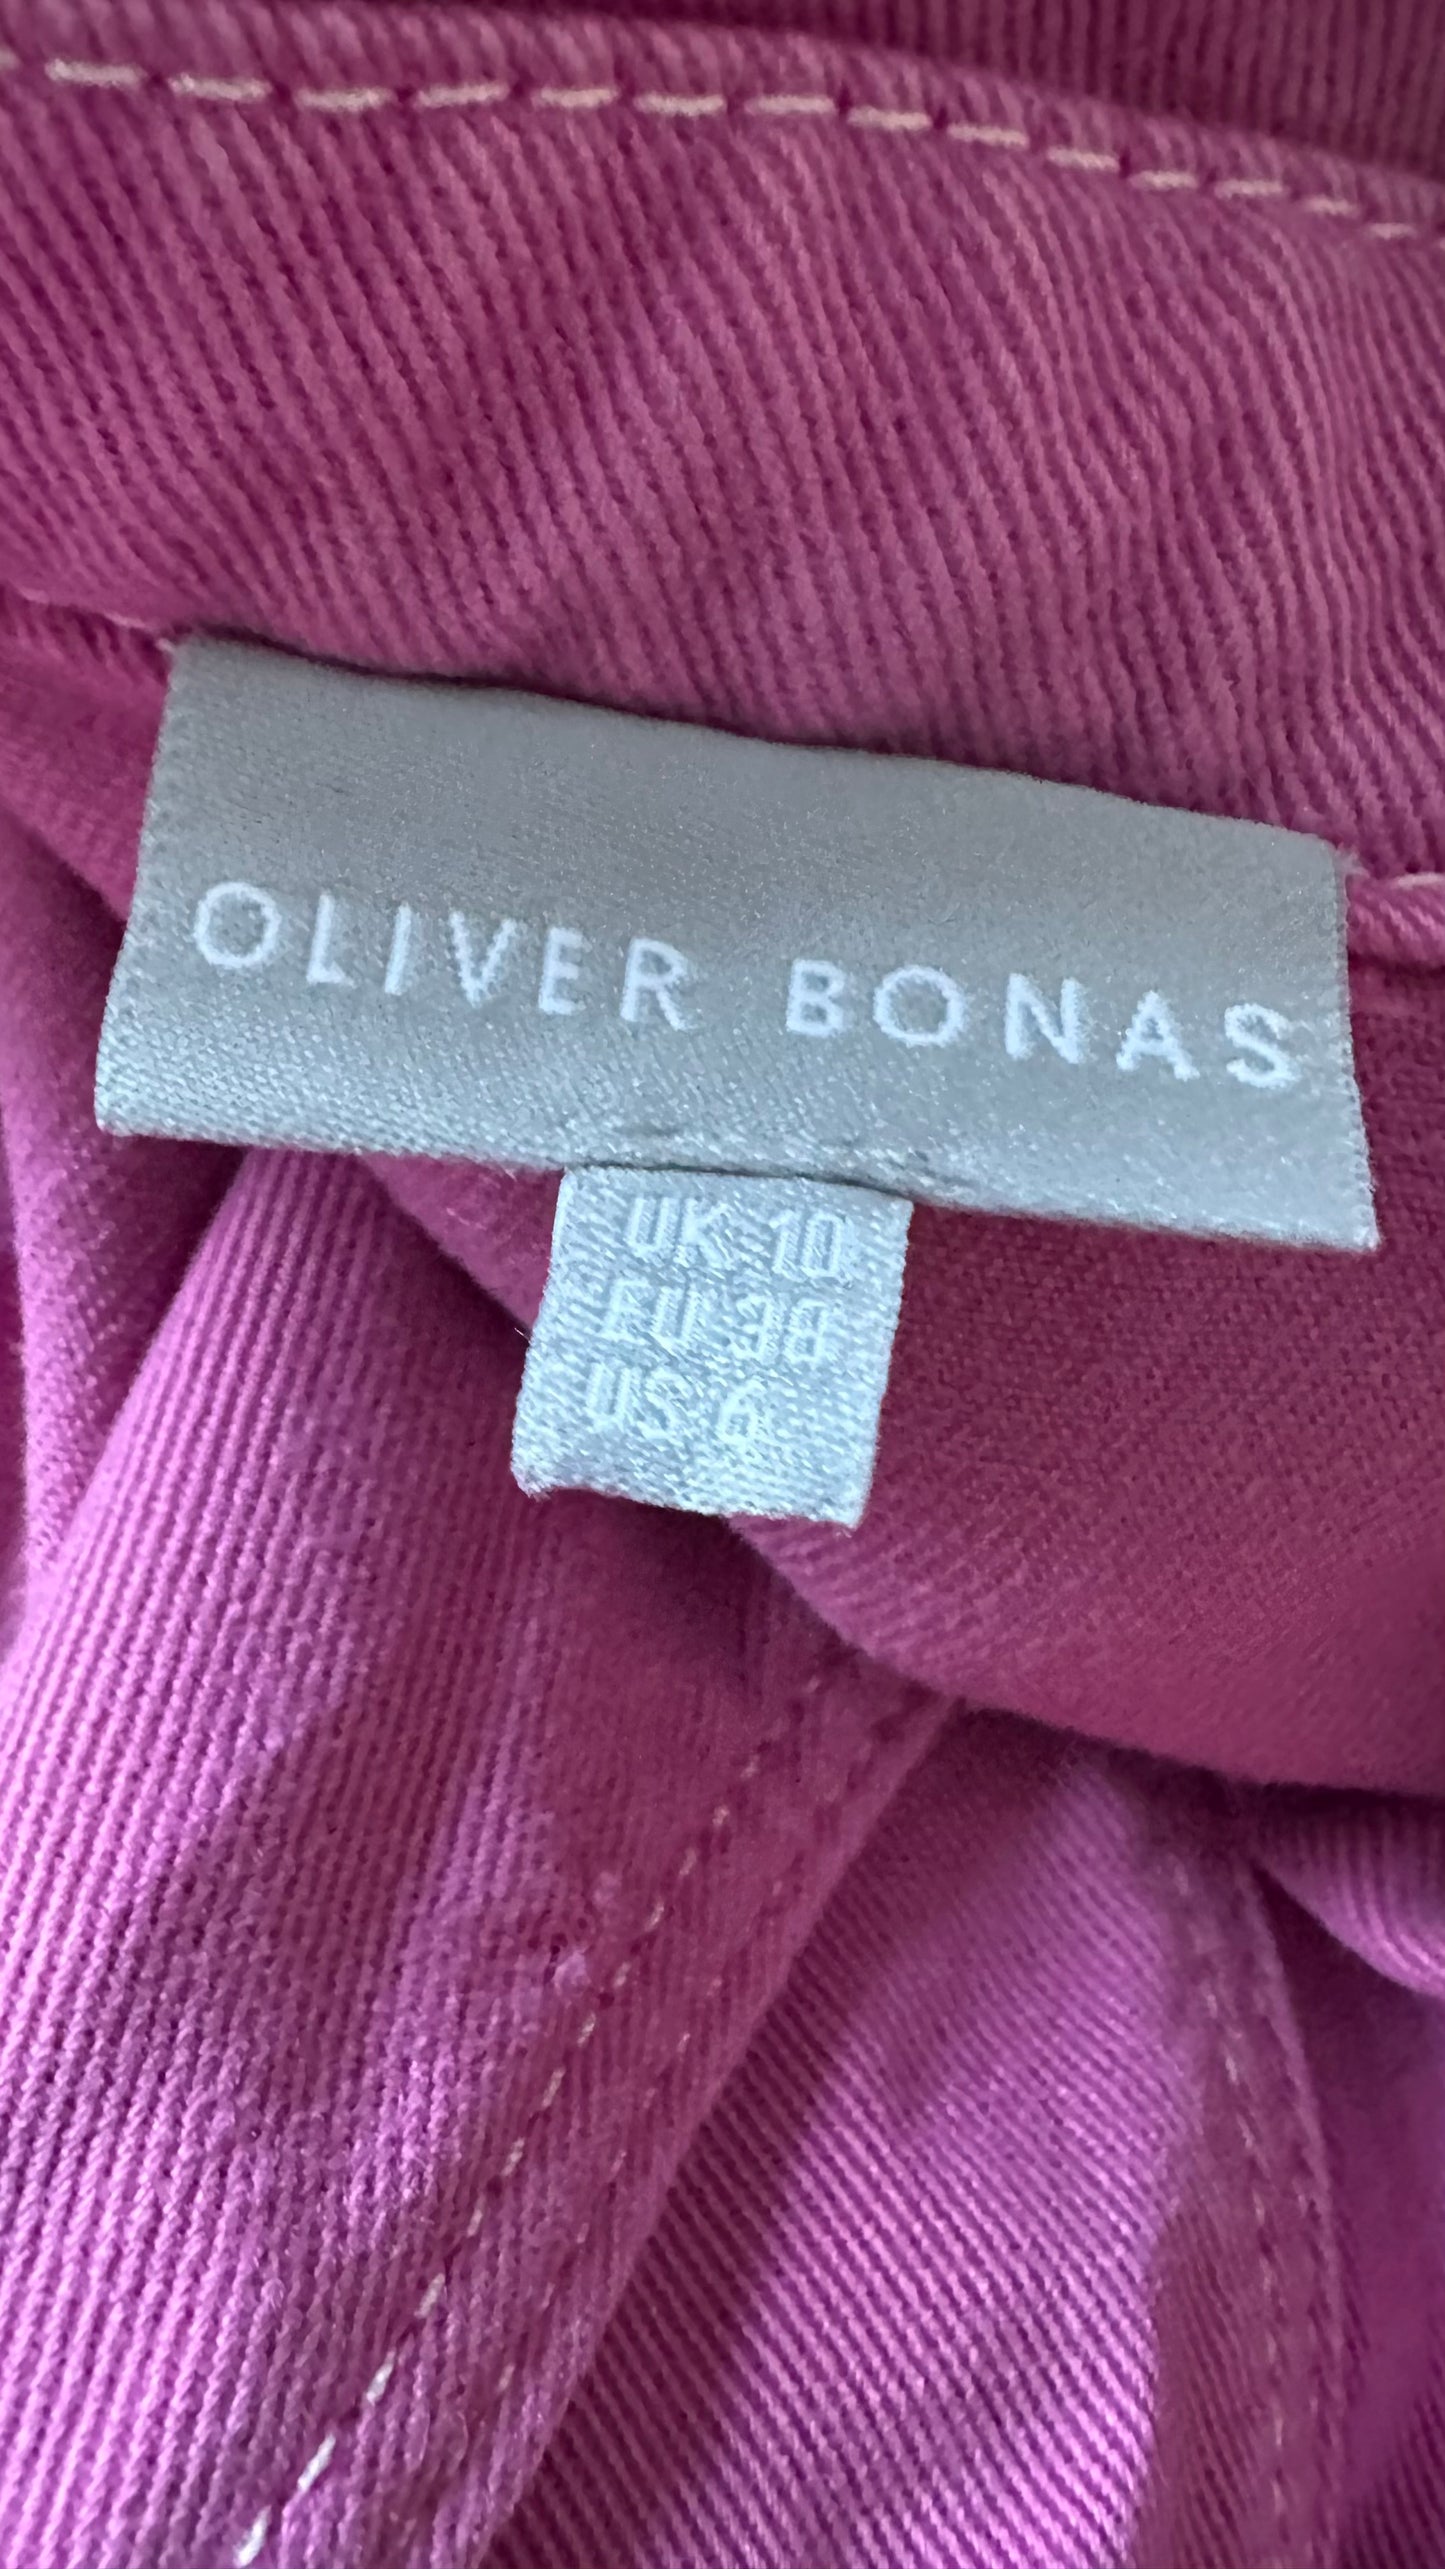 OLIVER BONAS
UK 10
EU 38
US 6